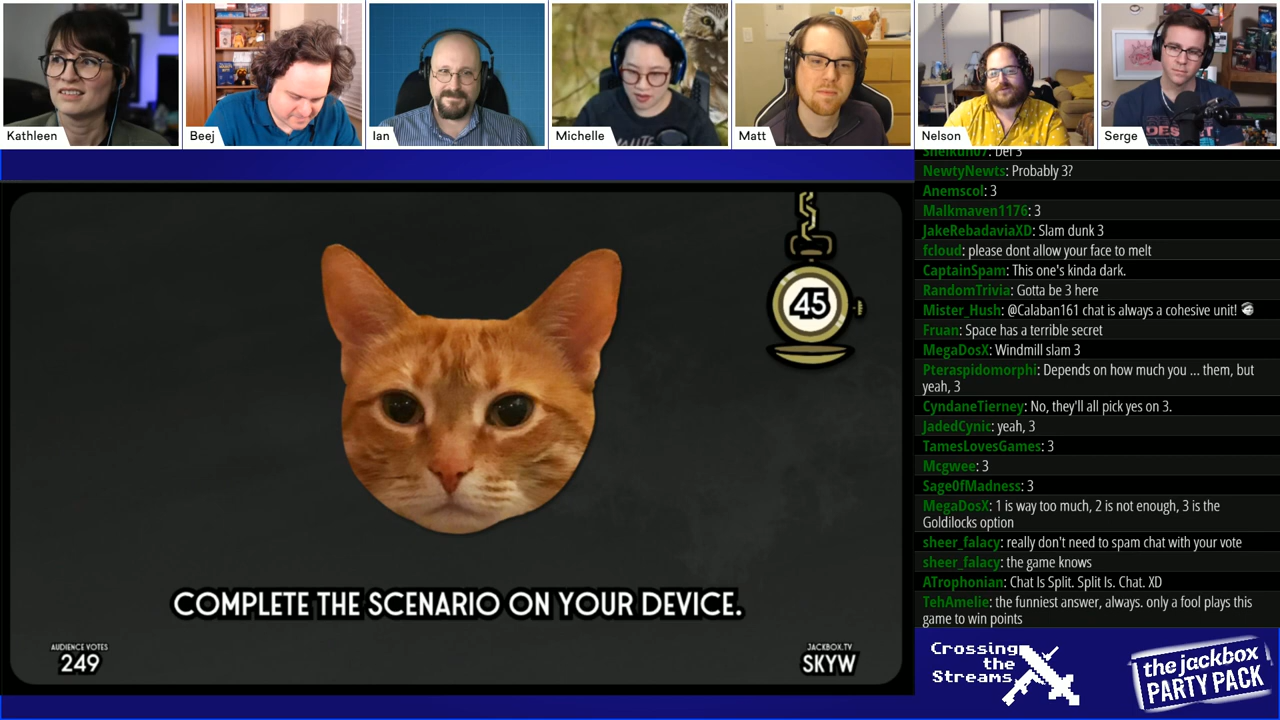 Kathleen
Beej
Ian
Michelle
Matt
Nelson
Serge
45
COMPLETE THE SCENARIO ON YOUR DEVICE.
AUDIENCE VOTES
249
JACKBOX.TV
SKYW
NewtyNewts: Probably 3?
Anemscol: 3
Malkmaven1176: 3
JakeRebadaviaXD: Slam dunk 3
fcloud: please dont allow your face to melt
CaptainSpam: This one's kinda dark.
RandomTrivia: Gotta be 3 here
Mister_Hush: @Calaban161 chat is always a cohesive unit!
Fruan: Space has a terrible secret
MegaDosX: Windmill slam 3
Pteraspidomorphi: Depends on how much you ... them, but
yeah, 3
CyndaneTierney: No, they'll all pick yes on 3.
JadedCynic: yeah, 3
TamesLovesGames: 3
Mcgwee: 3
Sage0fMadness: 3
MegaDosX: 1 is way too much, 2 is not enough, 3 is the
Goldilocks option
sheer_falacy: really don't need to spam chat with your vote
sheer_falacy: the game knows
ATrophonian: Chat Is Split. Split Is. Chat. XD
TehAmelie: the funniest answer, always. only a fool plays this
game to win points
Crossing
the
Streams
the jackbox
PARTY PACK